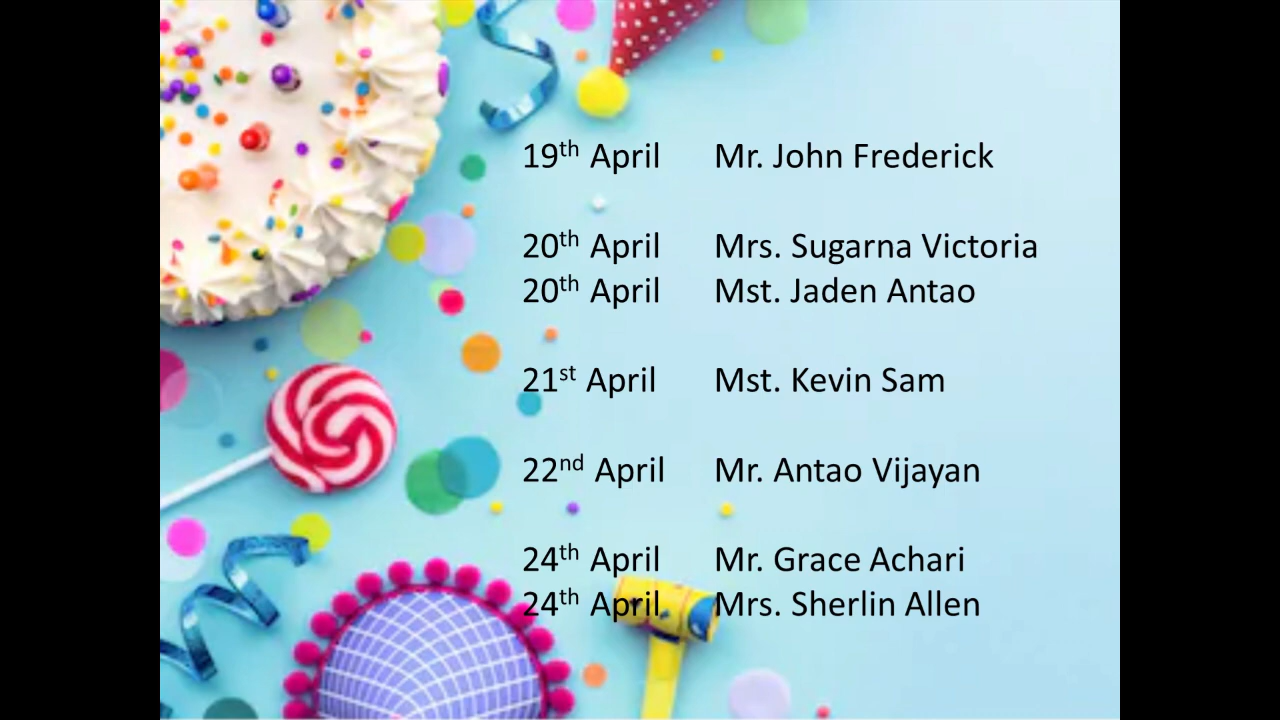 19th April Mr. John Frederick
20th April Mrs. Sugarna Victoria
20th April Mst. Jaden Antao
21st April Mst. Kevin Sam
22nd April Mr. Antao Vijayan
24th April Mr. Grace Achari
24th April Mrs. Sherlin Allen